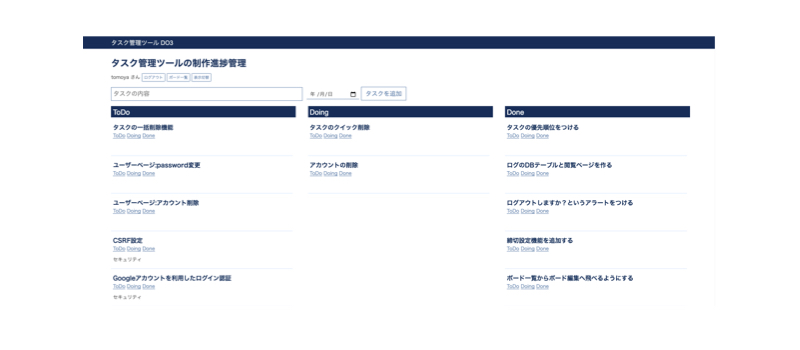 タスク管理ツール DO3
タスク管理ツールの制作進捗管理
tomoya さん ログアウト ボード一覧 表示切替
タスクの内容 年 /月/日 タスクを追加
ToDo
タスクの一括削除機能
ToDo Doing Done
ユーザーページ:password変更
ToDo Doing Done
ユーザーページ:アカウント削除
ToDo Doing Done
CSRF設定
ToDo Doing Done
セキュリティ
Googleアカウントを利用したログイン認証
ToDo Doing Done
セキュリティ
Doing
タスクのクイック削除
ToDo Doing Done
アカウントの削除
ToDo Doing Done
Done
タスクの優先順位をつける
ToDo Doing Done
ログのDBテーブルと閲覧ページを作る
ToDo Doing Done
ログアウトしますか？というアラートをつける
ToDo Doing Done
締切設定機能を追加する
ToDo Doing Done
ボード一覧からボード編集へ飛べるようにする
ToDo Doing Done